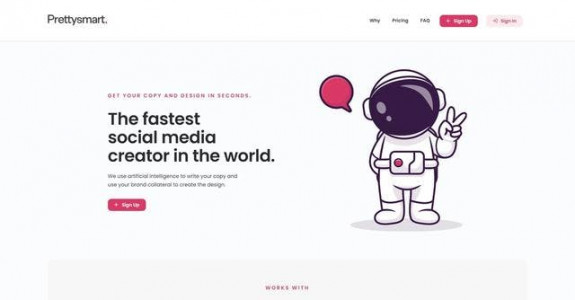 Prettysmart.
Why Pricing FAQ Sign Up Sign In
GET YOUR COPY AND DESIGN IN SECONDS.
The fastest
social media
creator in the world.
We use artificial intelligence to write your copy and
use your brand collateral to create the design.
Sign Up
WORKS WITH